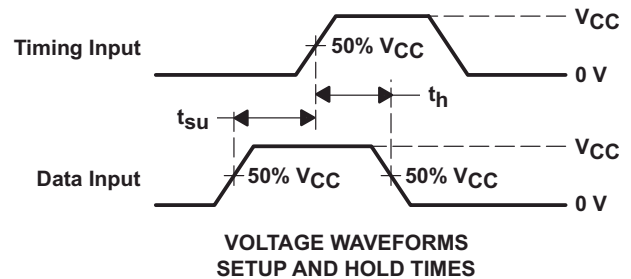 VCC
Timing Input
50% VCC
0 V
th
tsu
VCC
Data Input
50% VCC
50% VCC
0 V
VOLTAGE WAVEFORMS
SETUP AND HOLD TIMES